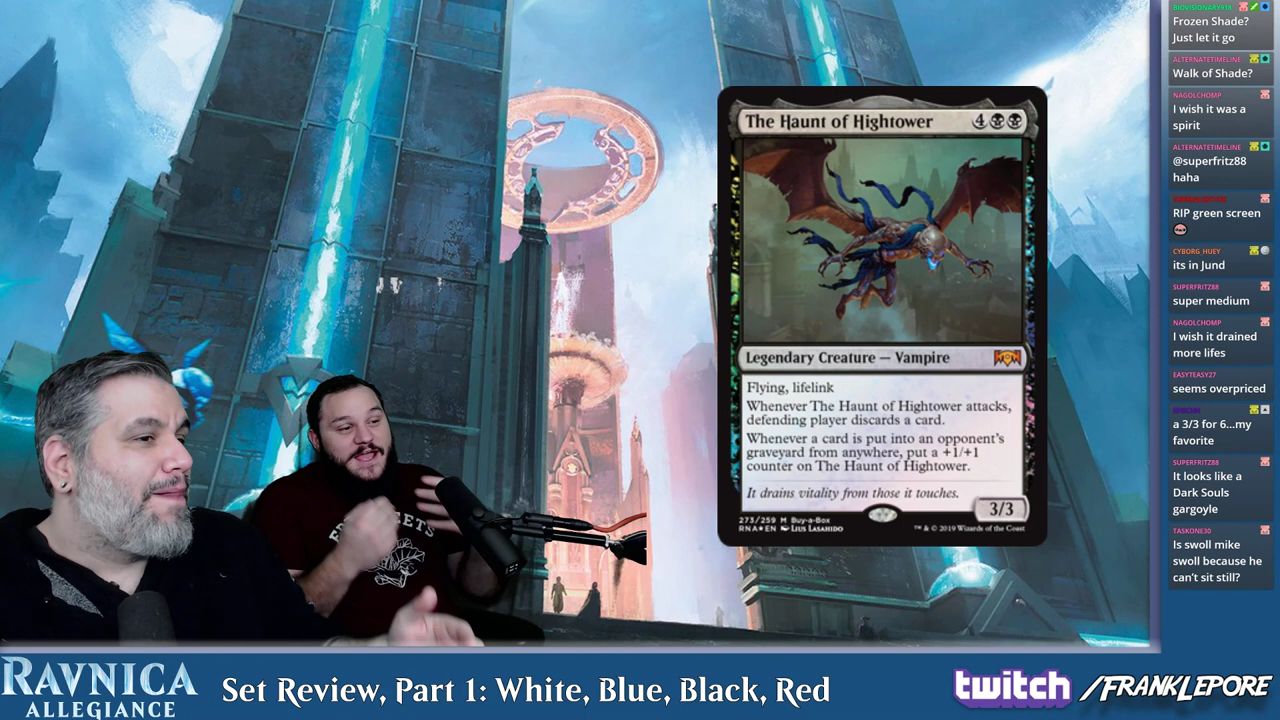 The Haunt of Hightower 4
Legendary Creature — Vampire
Flying, lifelink
Whenever The Haunt of Hightower attacks,
defending player discards a card.
Whenever a card is put into an opponent's
graveyard from anywhere, put a +1/+1
counter on The Haunt of Hightower.
It drains vitality from those it touches.
3/3
273/259 M Buy-a-Box
RNA★EN Lius Lasahido
™ & © 2019 Wizards of the Coast
Frozen Shade?
Just let it go
ALTERNATETIMELINE
Walk of Shade?
NAGOLCHOMP
I wish it was a
spirit
ALTERNATETIMELINE
@superfritz88
haha
RIP green screen
CYBORG HUEY
its in Jund
SUPERFRITZ88
super medium
NAGOLCHOMP
I wish it drained
more lifes
EASYTEASY27
seems overpriced
a 3/3 for 6...my
favorite
SUPERFRITZ88
It looks like a
Dark Souls
gargoyle
TASKONE30
Is swoll mike
swoll because he
can't sit still?
RAVNICA
ALLEGIANCE
Set Review, Part 1: White, Blue, Black, Red
twitch /FRANKLEPORE